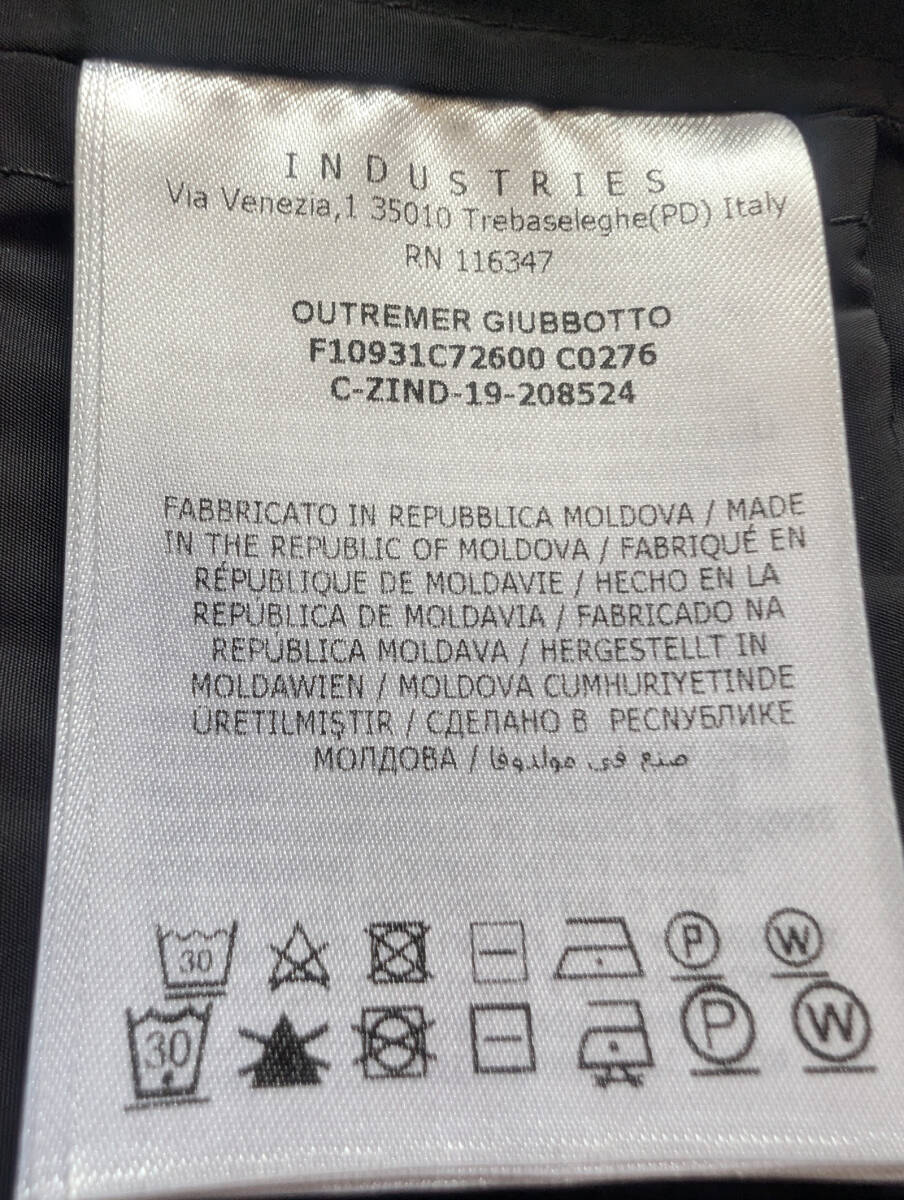 INDUSTRIES
Via Venezia,1 35010 Trebaseleghe(PD) Italy
RN 116347
OUTREMER GIUBBOTTO
F10931C72600 C0276
C-ZIND-19-208524
FABBRICATO IN REPUBBLICA MOLDOVA / MADE
IN THE REPUBLIC OF MOLDOVA / FABRIQUÉ EN
RÉPUBLIQUE DE MOLDAVIE / HECHO EN LA
REPÚBLICA DE MOLDAVIA / FABRICADO NA
REPÚBLICA MOLDAVA / HERGESTELLT IN
MOLDAWIEN / MOLDOVA CUMHURIYETINDE
ÜRETILMIŞTIR / СДЕЛАНО В РЕСNУБЛИКЕ
МОЛДОВА / صنع في مولدوفا
30 P W
30 P W